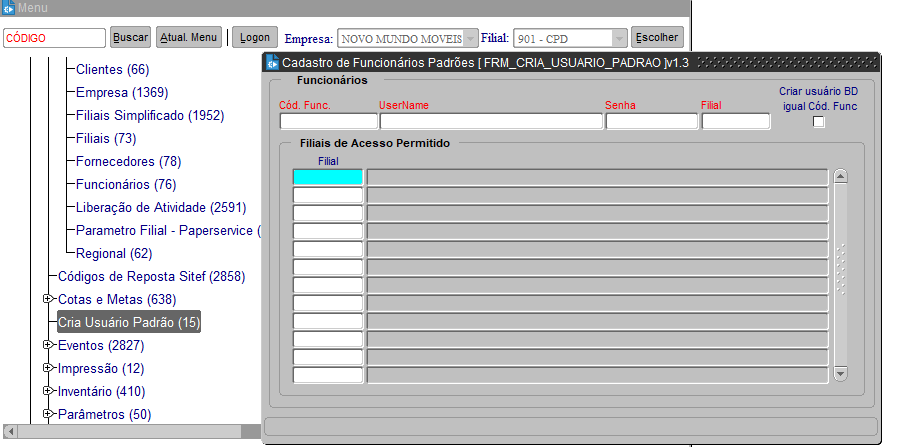 Menu
CÓDIGO Buscar Atual. Menu Logon Empresa: NOVO MUNDO MOVEIS Filial: 901 - CPD Escolher
Clientes (66)
Empresa (1369)
Filiais Simplificado (1952)
Filiais (73)
Fornecedores (78)
Funcionários (76)
Liberação de Atividade (2591)
Parametro Filial - Paperservice (
Regional (62)
Códigos de Reposta Sitef (2858)
Cotas e Metas (638)
Cria Usuário Padrão (15)
Eventos (2827)
Impressão (12)
Inventário (410)
Parâmetros (50)
Cadastro de Funcionários Padrões [ FRM_CRIA_USUARIO_PADRAO ]v1.3
Funcionários
Criar usuário BD
igual Cód. Func
Cód. Func. UserName Senha Filial
Filiais de Acesso Permitido
Filial